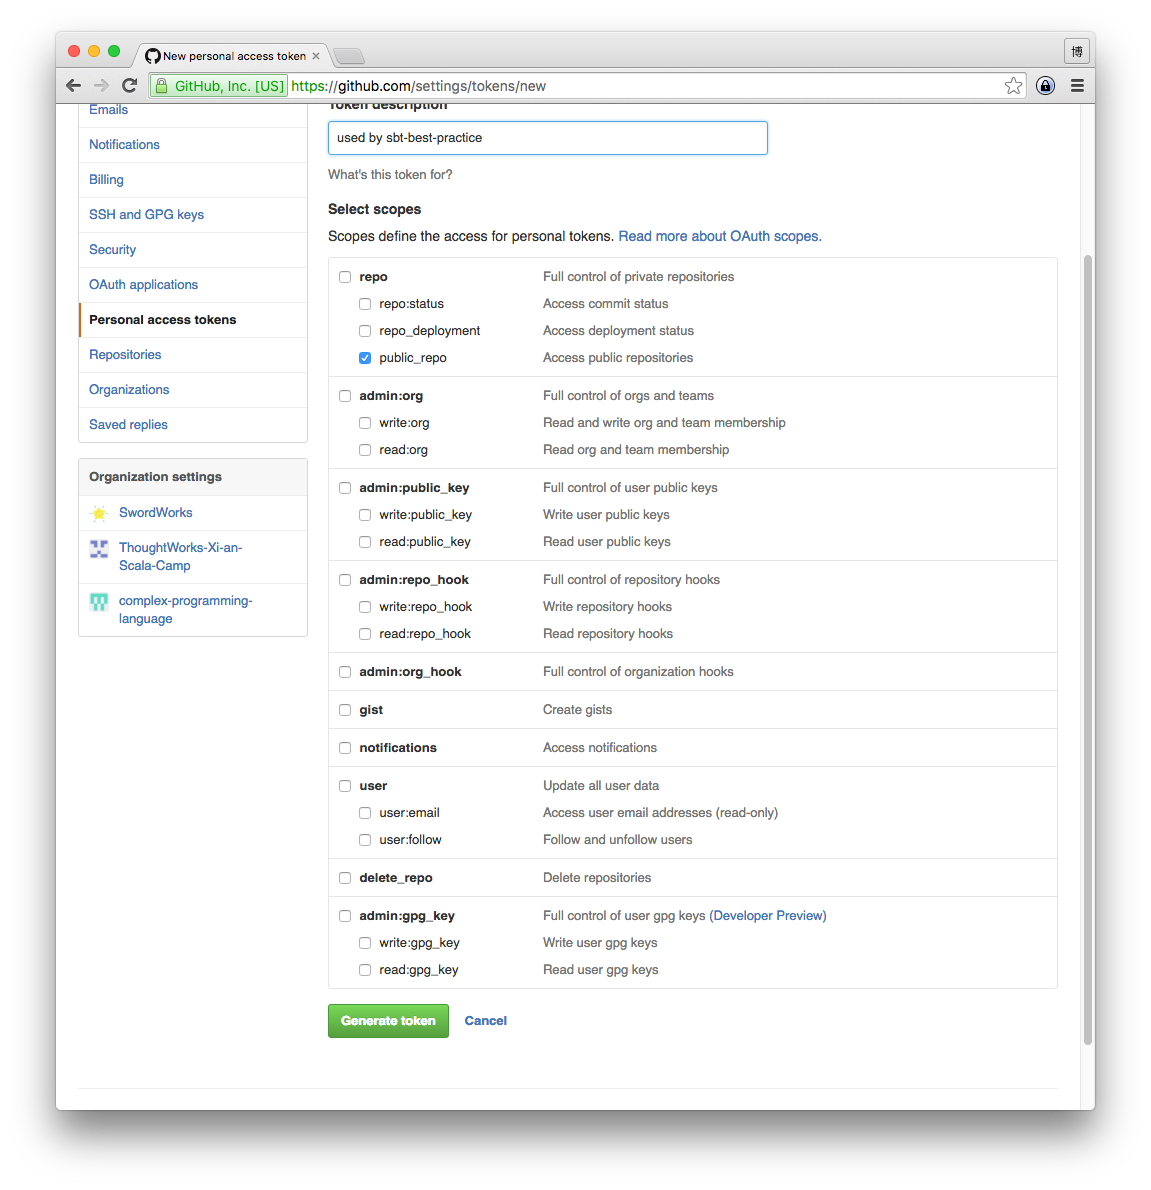 New personal access token
博
GitHub, Inc. [US] https://github.com/settings/tokens/new
Emails
Notifications
Billing
SSH and GPG keys
Security
OAuth applications
Personal access tokens
Repositories
Organizations
Saved replies
Organization settings
SwordWorks
ThoughtWorks-Xi-an-
Scala-Camp
complex-programming-
language
Token description
used by sbt-best-practice
What's this token for?
Select scopes
Scopes define the access for personal tokens. Read more about OAuth scopes.
repo Full control of private repositories
repo:status Access commit status
repo_deployment Access deployment status
public_repo Access public repositories
admin:org Full control of orgs and teams
write:org Read and write org and team membership
read:org Read org and team membership
admin:public_key Full control of user public keys
write:public_key Write user public keys
read:public_key Read user public keys
admin:repo_hook Full control of repository hooks
write:repo_hook Write repository hooks
read:repo_hook Read repository hooks
admin:org_hook Full control of organization hooks
gist Create gists
notifications Access notifications
user Update all user data
user:email Access user email addresses (read-only)
user:follow Follow and unfollow users
delete_repo Delete repositories
admin:gpg_key Full control of user gpg keys (Developer Preview)
write:gpg_key Write user gpg keys
read:gpg_key Read user gpg keys
Generate token Cancel